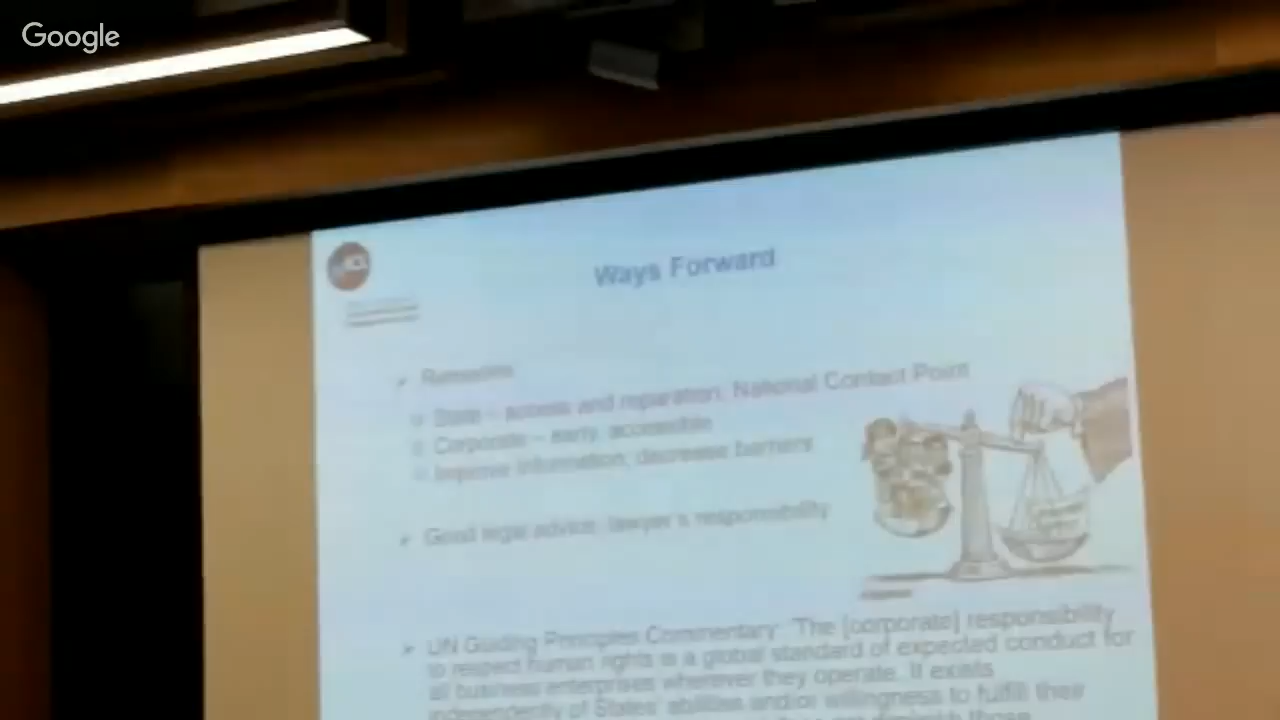 Google
Ways Forward
Remedies
State – access and reparation; National Contact Point
Corporate – early, accessible
Improve information; decrease barriers
Good legal advice; lawyer's responsibility
UN Guiding Principles Commentary: 'The [corporate] responsibility
to respect human rights is a global standard of expected conduct for
all business enterprises wherever they operate. It exists
independently of States' abilities and/or willingness to fulfill their
those